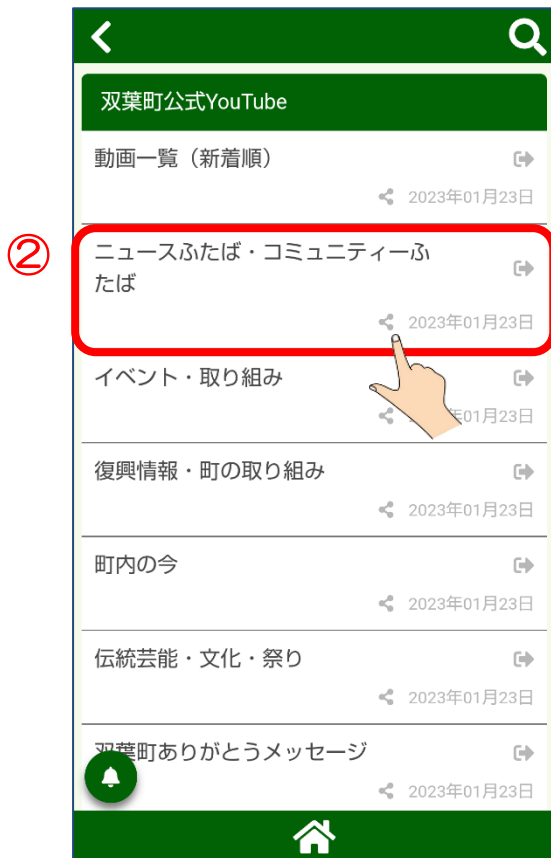 双葉町公式YouTube
動画一覧（新着順）
2023年01月23日
②
ニュースふたば・コミュニティーふ
たば
2023年01月23日
イベント・取り組み
年01月23日
復興情報・町の取り組み
2023年01月23日
町内の今
2023年01月23日
伝統芸能・文化・祭り
2023年01月23日
双葉町ありがとうメッセージ
2023年01月23日